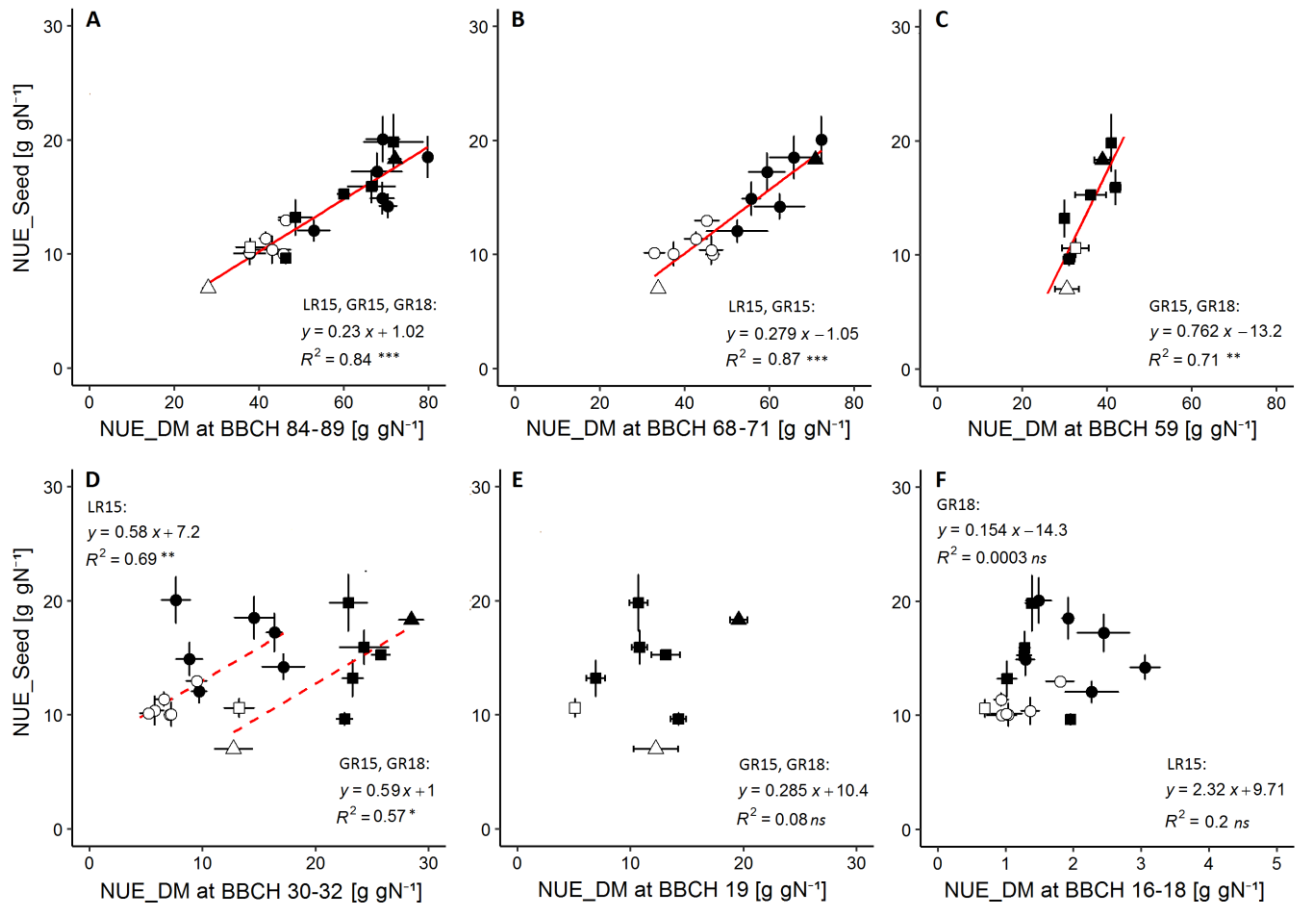 A
30
20
10
0
NUE_Seed [g gN⁻¹]
LR15, GR15, GR18:
y = 0.23 x + 1.02
R² = 0.84 ***
0 20 40 60 80
NUE_DM at BBCH 84-89 [g gN⁻¹]
B
30
20
10
0
LR15, GR15:
y = 0.279 x − 1.05
R² = 0.87 ***
0 20 40 60 80
NUE_DM at BBCH 68-71 [g gN⁻¹]
C
30
20
10
0
GR15, GR18:
y = 0.762 x − 13.2
R² = 0.71 **
0 20 40 60 80
NUE_DM at BBCH 59 [g gN⁻¹]
D
30
20
10
0
NUE_Seed [g gN⁻¹]
LR15:
y = 0.58 x + 7.2
R² = 0.69 **
GR15, GR18:
y = 0.59 x + 1
R² = 0.57 *
0 10 20 30
NUE_DM at BBCH 30-32 [g gN⁻¹]
E
30
20
10
0
GR15, GR18:
y = 0.285 x + 10.4
R² = 0.08 ns
0 10 20 30
NUE_DM at BBCH 19 [g gN⁻¹]
F
30
20
10
0
GR18:
y = 0.154 x − 14.3
R² = 0.0003 ns
LR15:
y = 2.32 x + 9.71
R² = 0.2 ns
0 1 2 3 4 5
NUE_DM at BBCH 16-18 [g gN⁻¹]